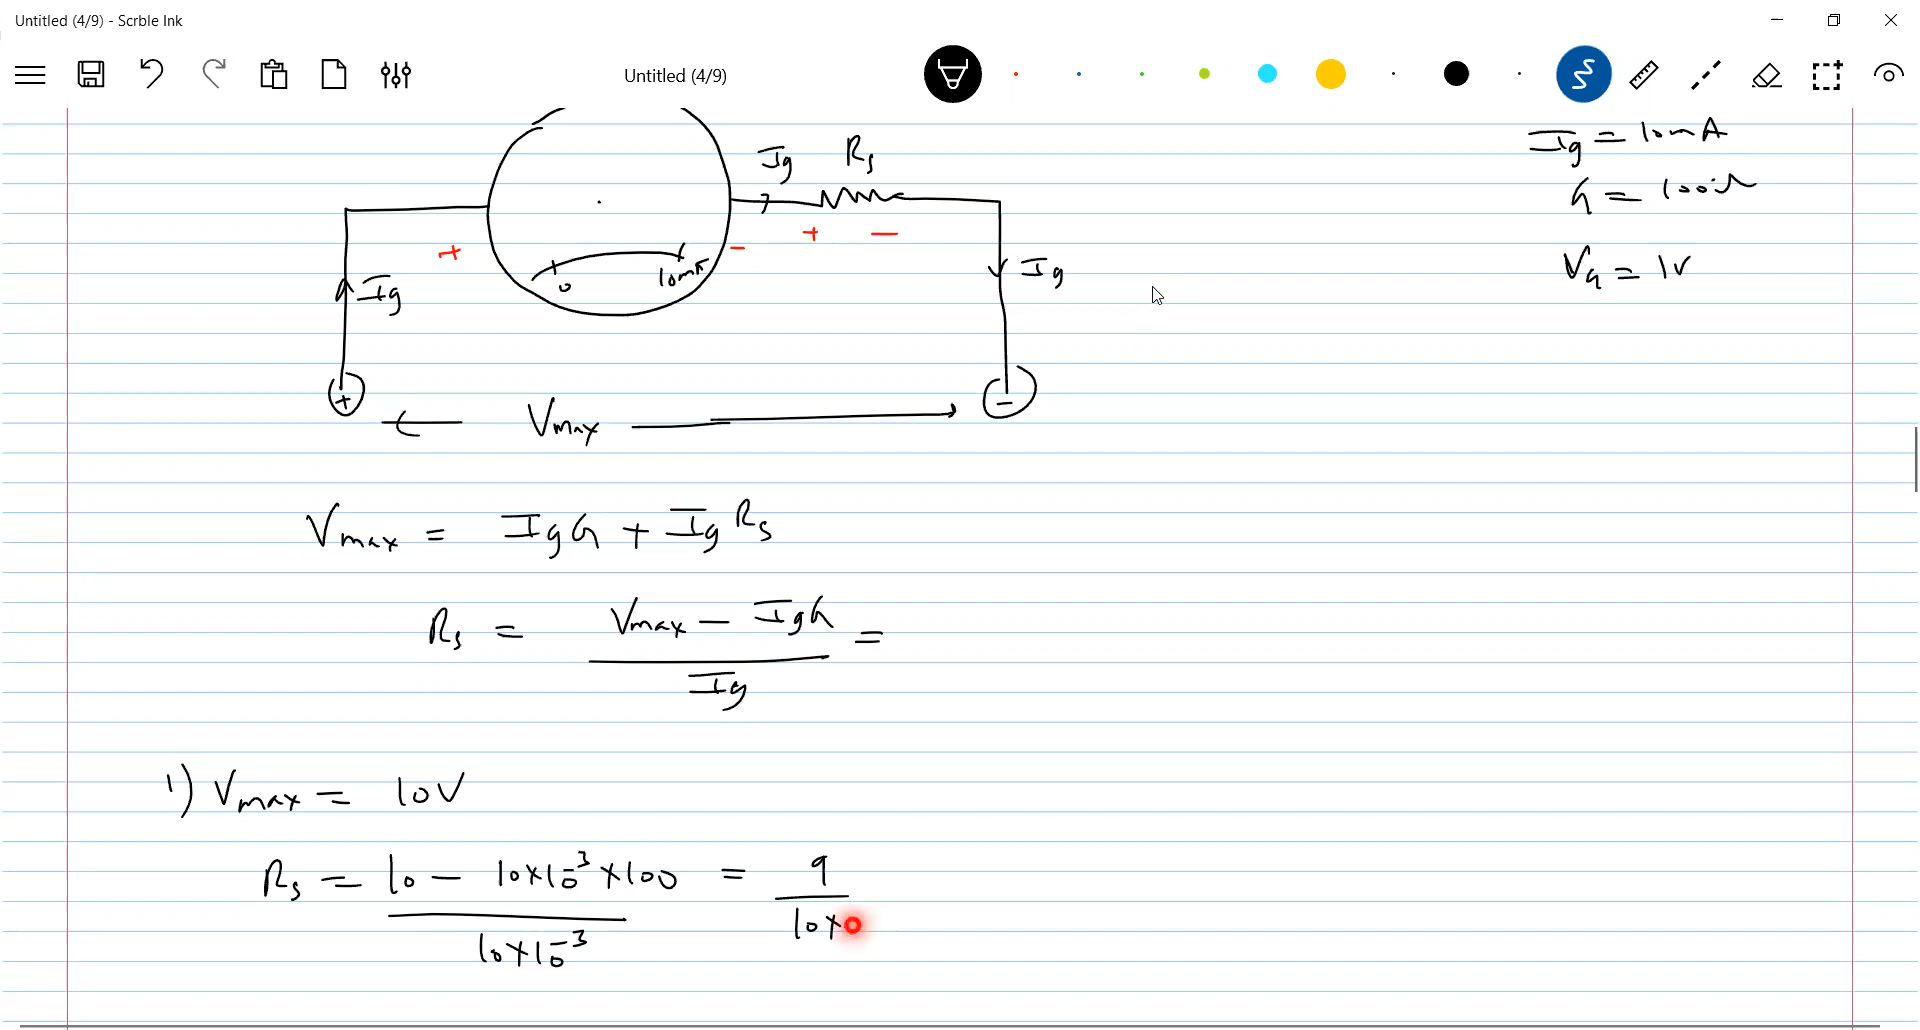 Untitled (4/9) - Scrble Ink
Untitled (4/9)
Ig = 10mA
G = 100Ω
VG = 1V
Ig Rs
+ - + -
0 10mA
Ig Ig
+ -
Vmax
Vmax = IgG + IgRs
Rs = Vmax - IgG =
Ig
1) Vmax = 10V
Rs = 10 - 10×10⁻³×100 = 9
10×10⁻³ 10×